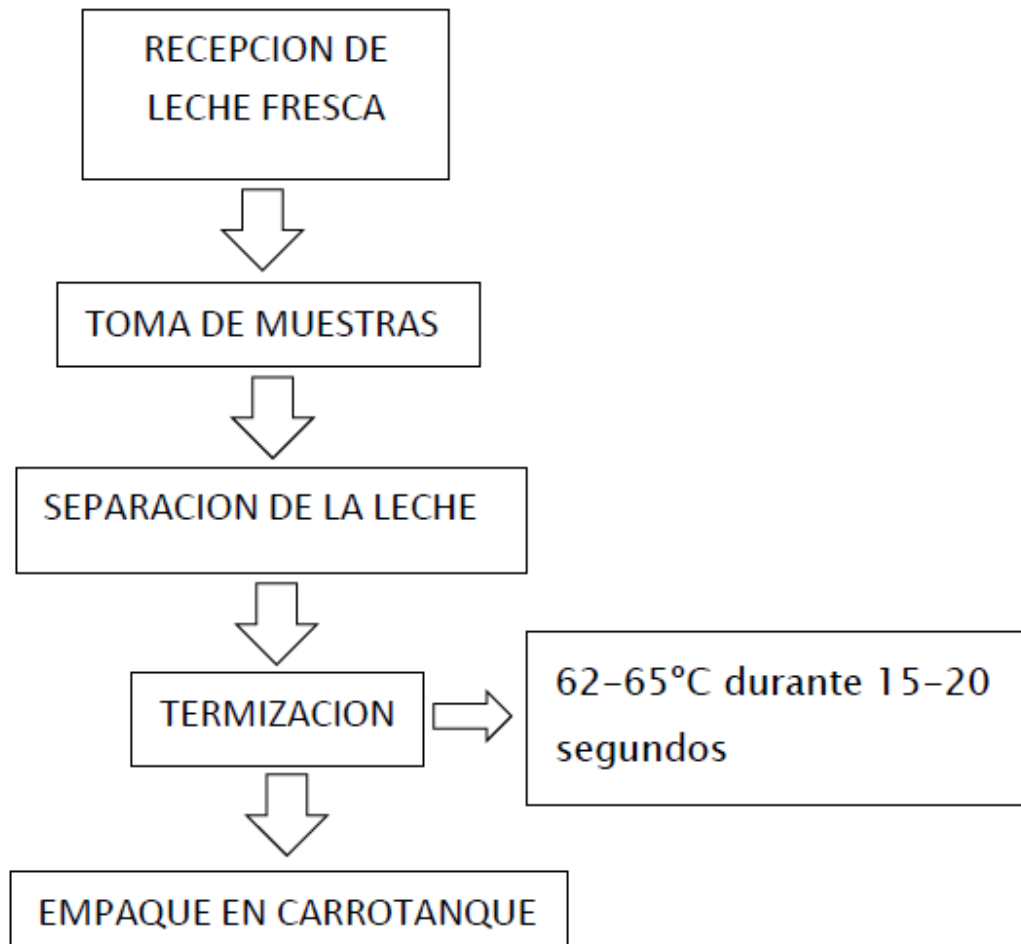 RECEPCION DE
LECHE FRESCA
TOMA DE MUESTRAS
SEPARACION DE LA LECHE
TERMIZACION
62-65ºC durante 15-20
segundos
EMPAQUE EN CARROTANQUE